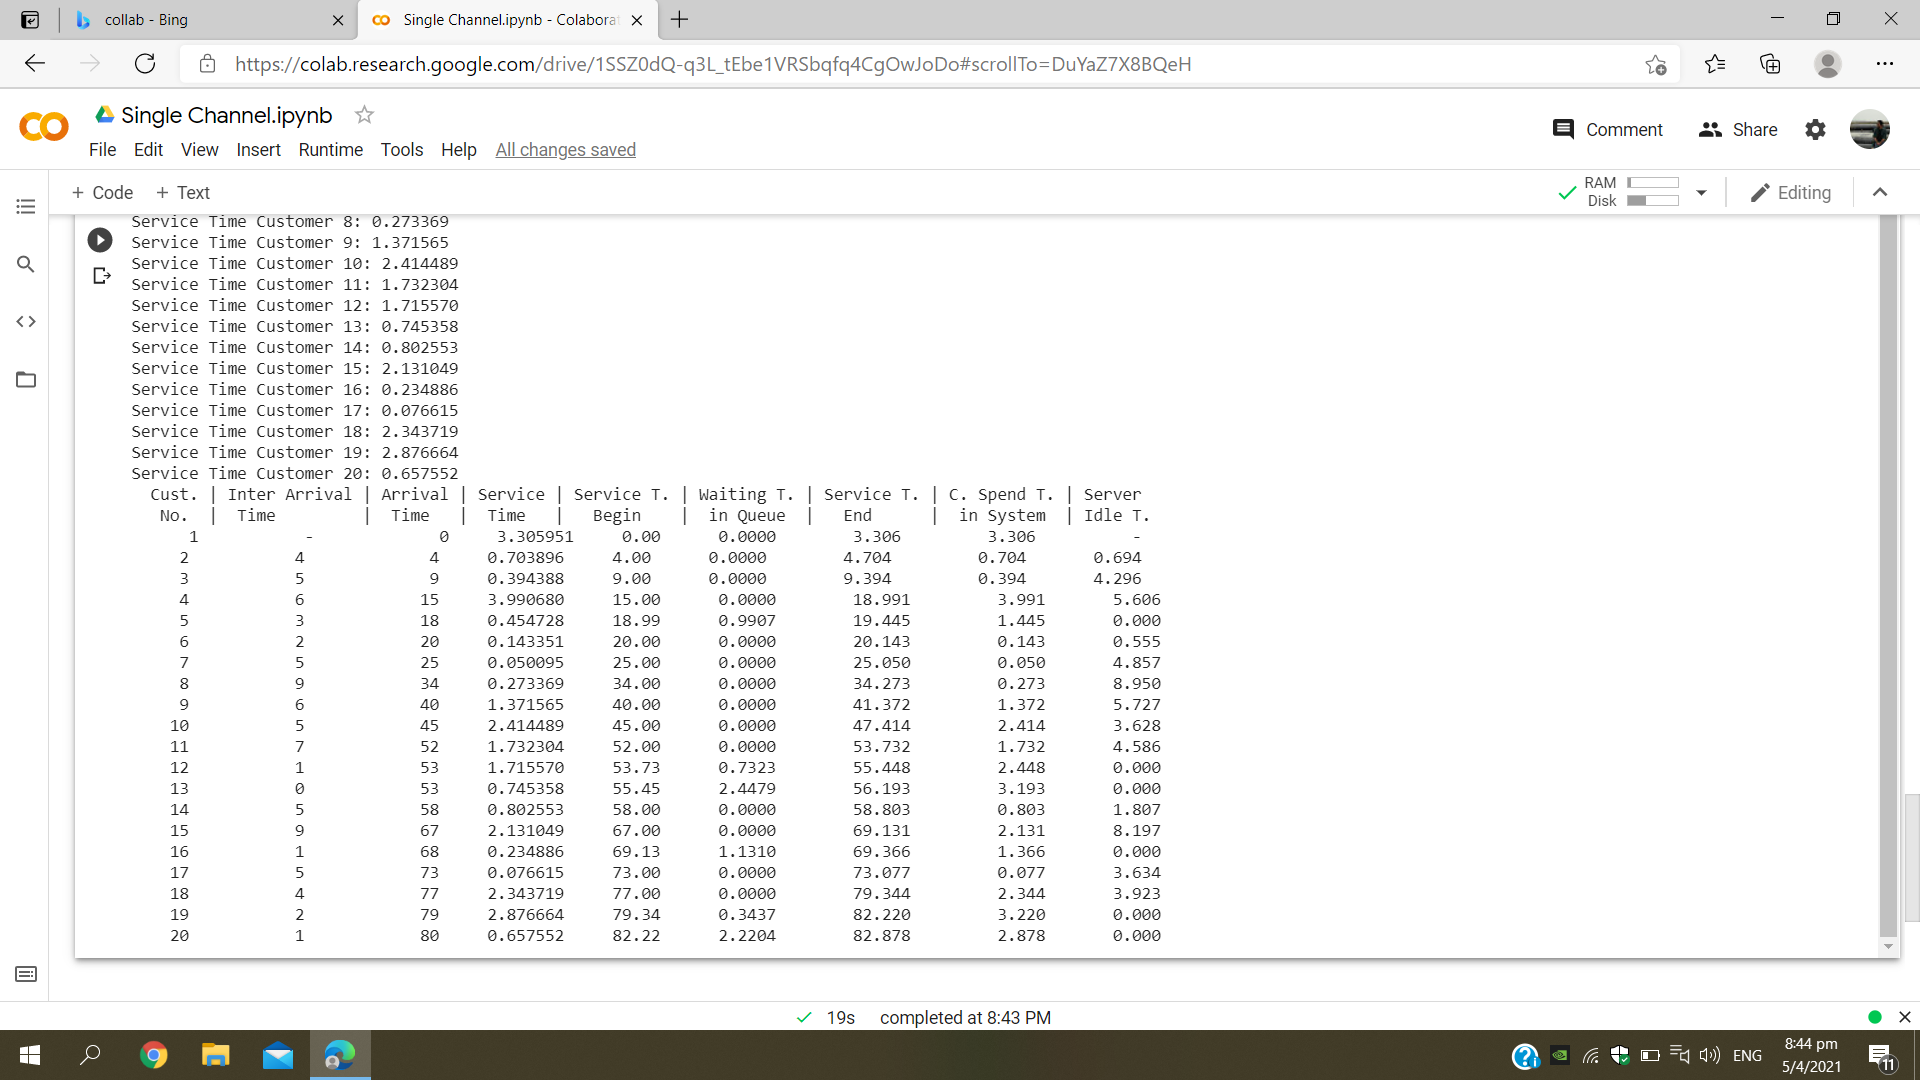 collab - Bing
Single Channel.ipynb - Colaborat
https://colab.research.google.com/drive/1SSZ0dQ-q3L_tEbe1VRSbqfq4CgOwJoDo#scrollTo=DuYaZ7X8BQeH
Single Channel.ipynb
File Edit View Insert Runtime Tools Help All changes saved
Comment Share
+ Code + Text
RAM
Disk
Editing
Service Time Customer 8: 0.273369
Service Time Customer 9: 1.371565
Service Time Customer 10: 2.414489
Service Time Customer 11: 1.732304
Service Time Customer 12: 1.715570
Service Time Customer 13: 0.745358
Service Time Customer 14: 0.802553
Service Time Customer 15: 2.131049
Service Time Customer 16: 0.234886
Service Time Customer 17: 0.076615
Service Time Customer 18: 2.343719
Service Time Customer 19: 2.876664
Service Time Customer 20: 0.657552
Cust. | Inter Arrival | Arrival | Service | Service T. | Waiting T. | Service T. | C. Spend T. | Server
No. | Time | Time | Time | Begin | in Queue | End | in System | Idle T.
1 - 0 3.305951 0.00 0.0000 3.306 3.306 -
2 4 4 0.703896 4.00 0.0000 4.704 0.704 0.694
3 5 9 0.394388 9.00 0.0000 9.394 0.394 4.296
4 6 15 3.990680 15.00 0.0000 18.991 3.991 5.606
5 3 18 0.454728 18.99 0.9907 19.445 1.445 0.000
6 2 20 0.143351 20.00 0.0000 20.143 0.143 0.555
7 5 25 0.050095 25.00 0.0000 25.050 0.050 4.857
8 9 34 0.273369 34.00 0.0000 34.273 0.273 8.950
9 6 40 1.371565 40.00 0.0000 41.372 1.372 5.727
10 5 45 2.414489 45.00 0.0000 47.414 2.414 3.628
11 7 52 1.732304 52.00 0.0000 53.732 1.732 4.586
12 1 53 1.715570 53.73 0.7323 55.448 2.448 0.000
13 0 53 0.745358 55.45 2.4479 56.193 3.193 0.000
14 5 58 0.802553 58.00 0.0000 58.803 0.803 1.807
15 9 67 2.131049 67.00 0.0000 69.131 2.131 8.197
16 1 68 0.234886 69.13 1.1310 69.366 1.366 0.000
17 5 73 0.076615 73.00 0.0000 73.077 0.077 3.634
18 4 77 2.343719 77.00 0.0000 79.344 2.344 3.923
19 2 79 2.876664 79.34 0.3437 82.220 3.220 0.000
20 1 80 0.657552 82.22 2.2204 82.878 2.878 0.000
19s completed at 8:43 PM
ENG
8:44 pm
5/4/2021
11